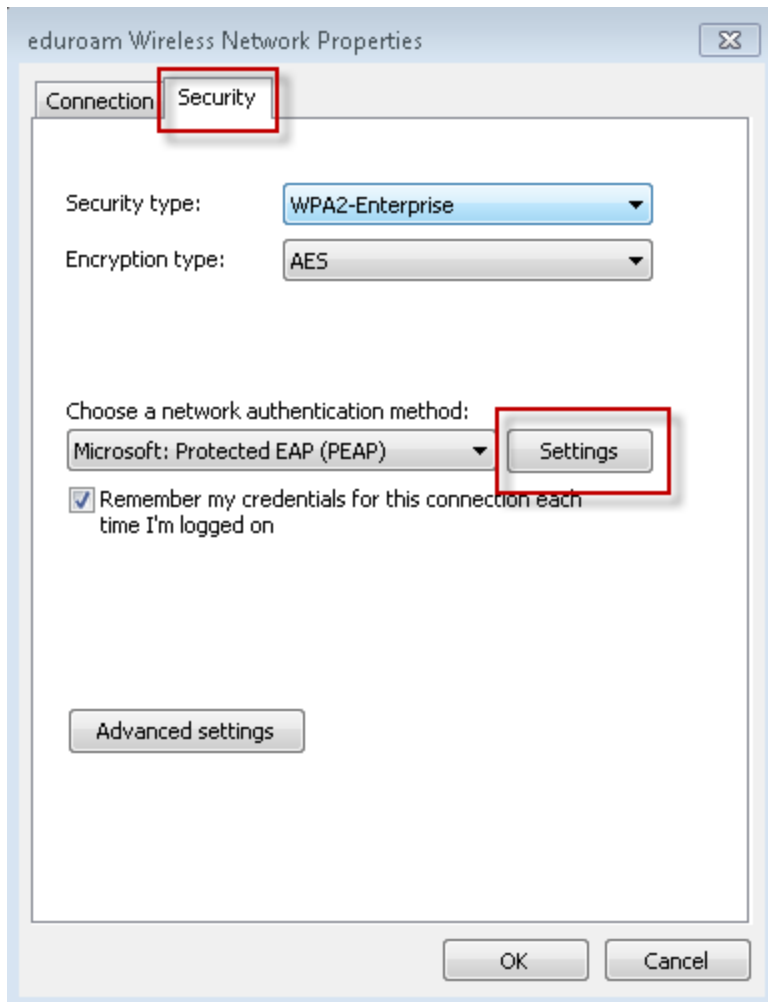 eduroam Wireless Network Properties
Connection
Security
Security type:
WPA2-Enterprise
Encryption type:
AES
Choose a network authentication method:
Microsoft: Protected EAP (PEAP)
Settings
Remember my credentials for this connection each
time I'm logged on
Advanced settings
OK
Cancel